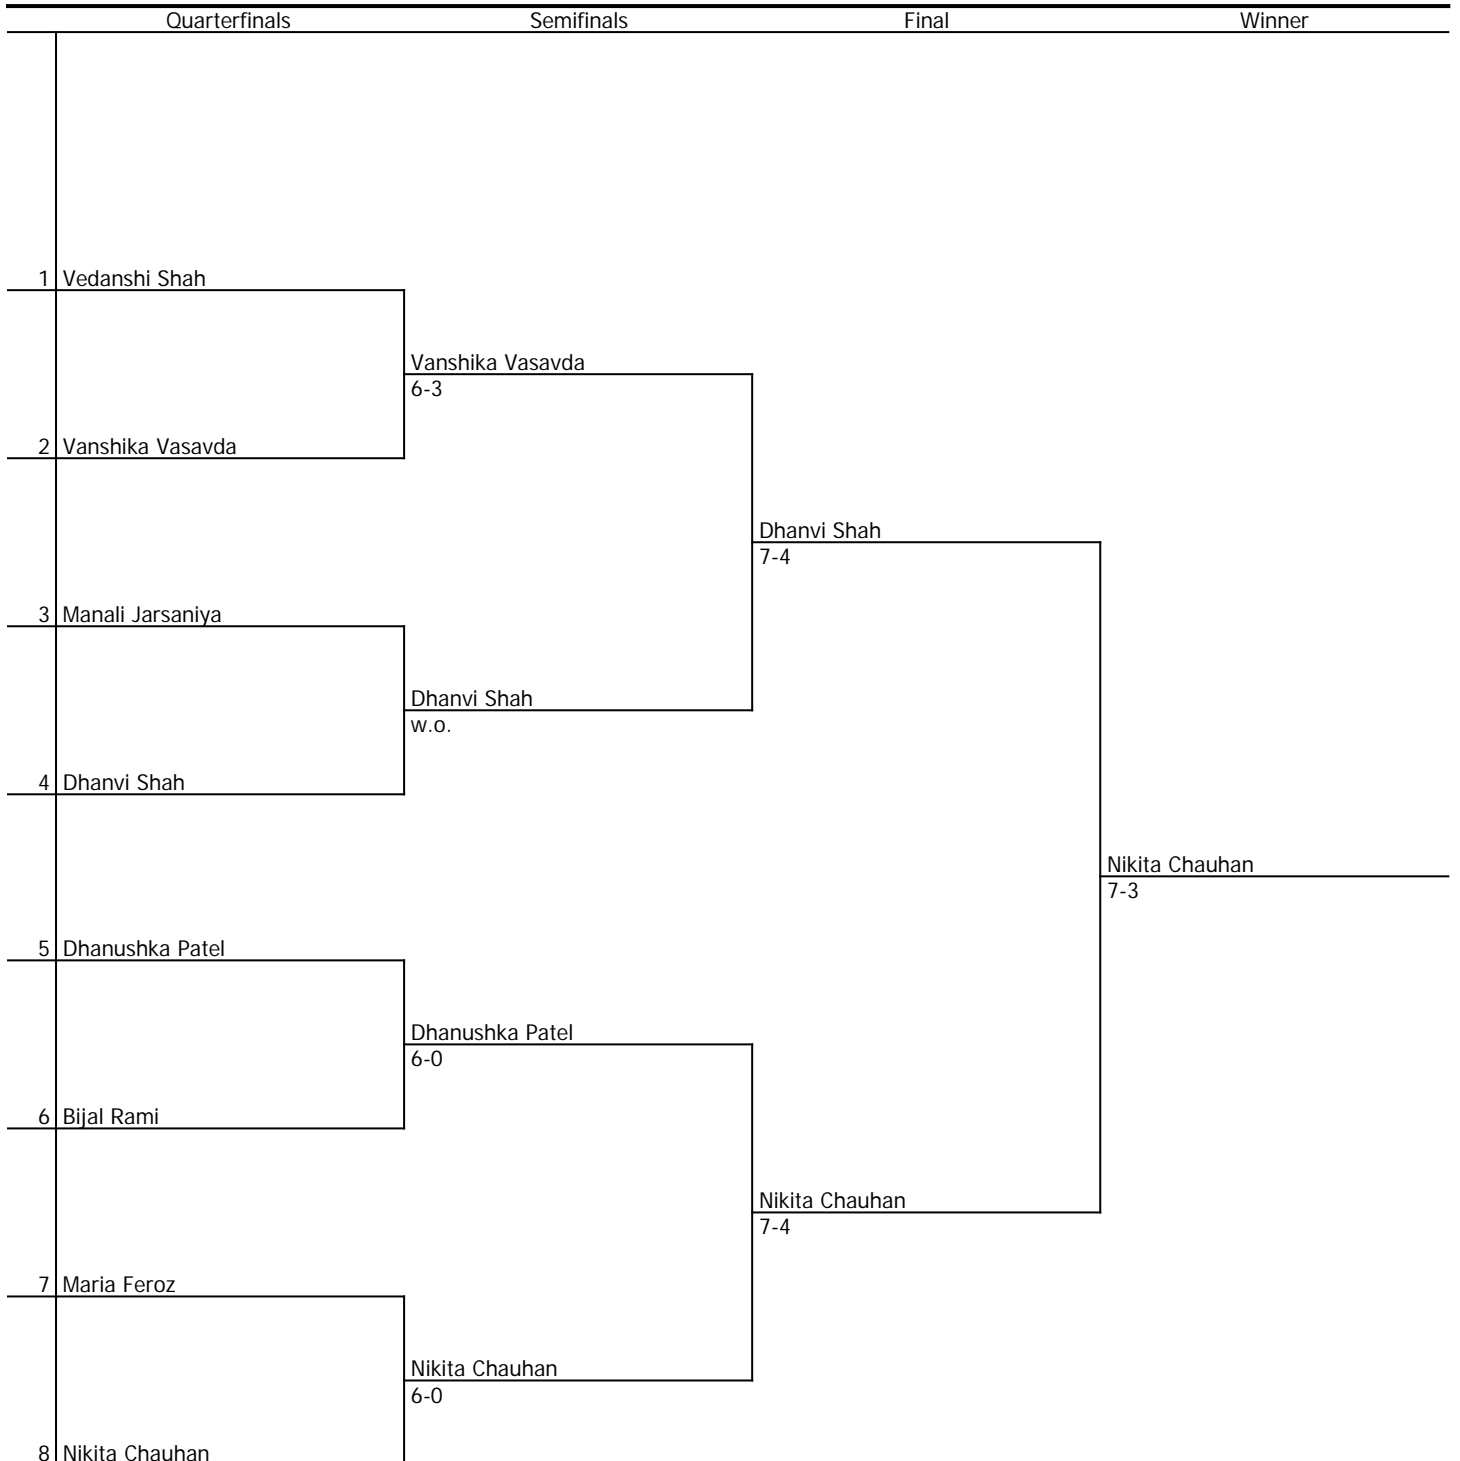 Quarterfinals Semifinals Final Winner
1 Vedanshi Shah
Vanshika Vasavda
6-3
2 Vanshika Vasavda
Dhanvi Shah
7-4
3 Manali Jarsaniya
Dhanvi Shah
w.o.
4 Dhanvi Shah
Nikita Chauhan
7-3
5 Dhanushka Patel
Dhanushka Patel
6-0
6 Bijal Rami
Nikita Chauhan
7-4
7 Maria Feroz
Nikita Chauhan
6-0
8 Nikita Chauhan